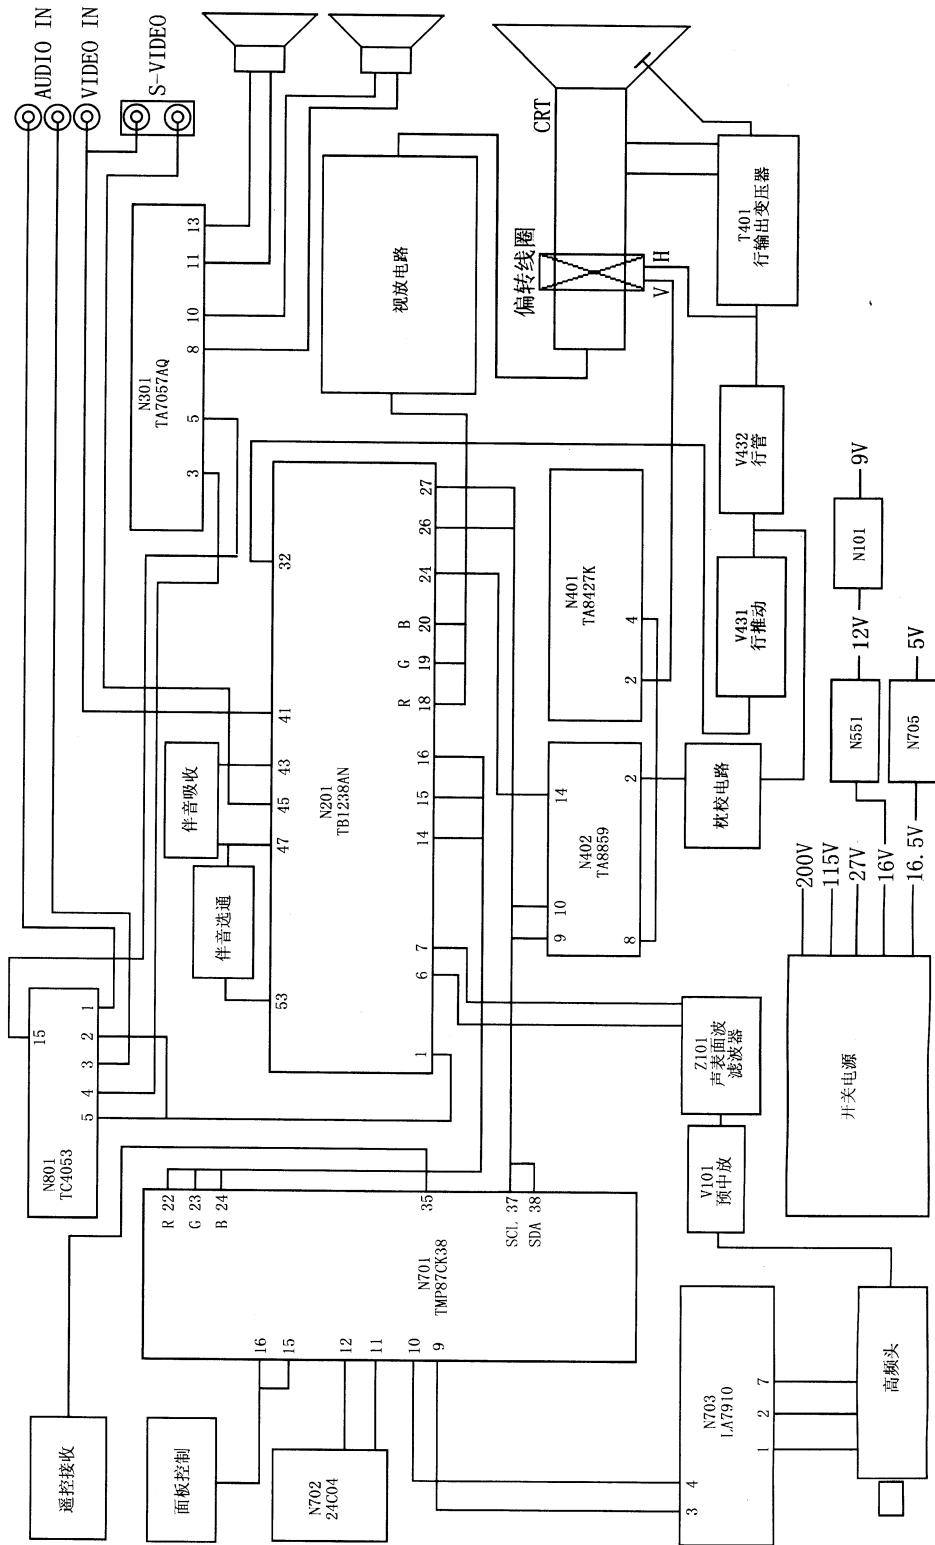 AUDIO IN
VIDEO IN
S-VIDEO
N301
TA7057AQ
3
5
8
10
11
13
视放电路
CRT
偏转线圈
H
V
T401
行输出变压器
N801
TC4053
15
1
2
3
4
5
伴音吸收
伴音选通
N201
TB1238AN
53
47
45
43
41
32
1
6
7
14
15
16
18
19
20
24
26
27
R
G
B
N401
TA8427K
2
4
V432
行管
V431
行推动
N402
TA8859
9
10
14
8
2
枕校电路
N101
9V
N551
12V
N705
5V
开关电源
200V
115V
27V
16V
16.5V
Z101
声表面波
滤波器
V101
预中放
高频头
N703
LA7910
3
4
1
2
7
N701
TMP87CK38
R 22
G 23
B 24
35
SCL 37
SDA 38
16
15
12
11
10
9
遥控接收
面板控制
N702
24C04